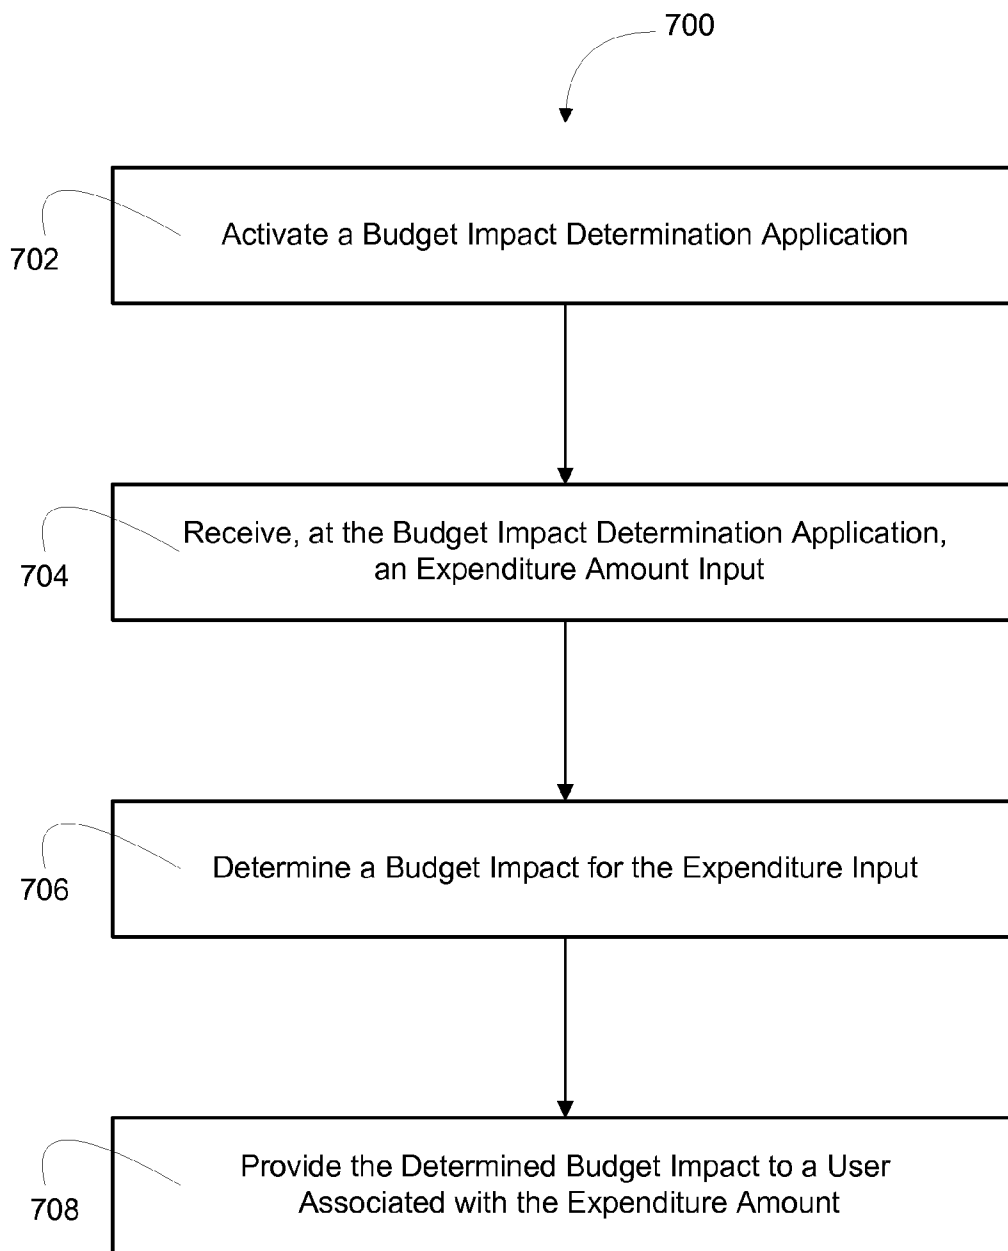 700
Activate a Budget Impact Determination Application
702
Receive, at the Budget Impact Determination Application,
an Expenditure Amount Input
704
Determine a Budget Impact for the Expenditure Input
706
Provide the Determined Budget Impact to a User
Associated with the Expenditure Amount
708